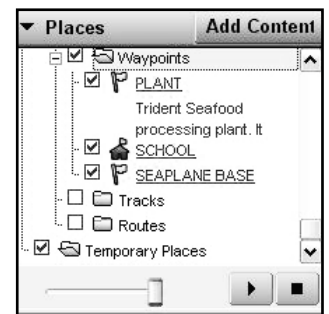 Places Add Content
Waypoints
PLANT
Trident Seafood
processing plant. It
SCHOOL
SEAPLANE BASE
Tracks
Routes
Temporary Places